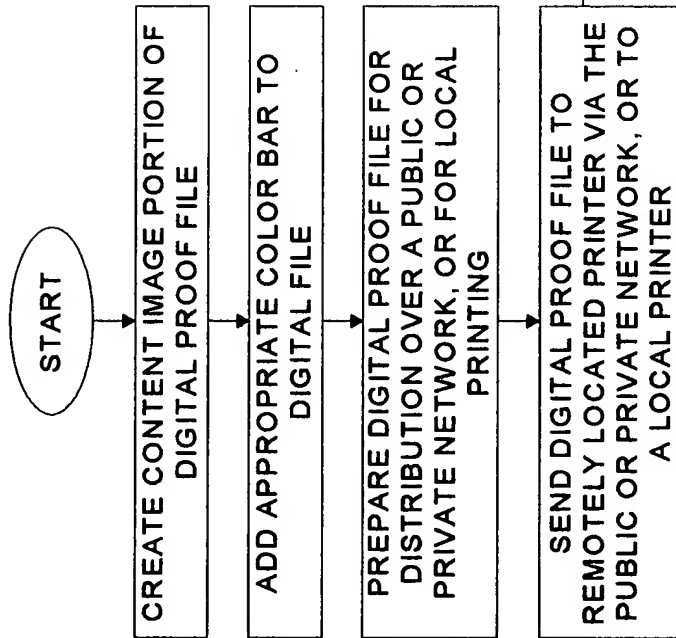 START
CREATE CONTENT IMAGE PORTION OF
DIGITAL PROOF FILE
ADD APPROPRIATE COLOR BAR TO
DIGITAL FILE
PREPARE DIGITAL PROOF FILE FOR
DISTRIBUTION OVER A PUBLIC OR
PRIVATE NETWORK, OR FOR LOCAL
PRINTING
SEND DIGITAL PROOF FILE TO
REMOTELY LOCATED PRINTER VIA THE
PUBLIC OR PRIVATE NETWORK, OR TO
A LOCAL PRINTER